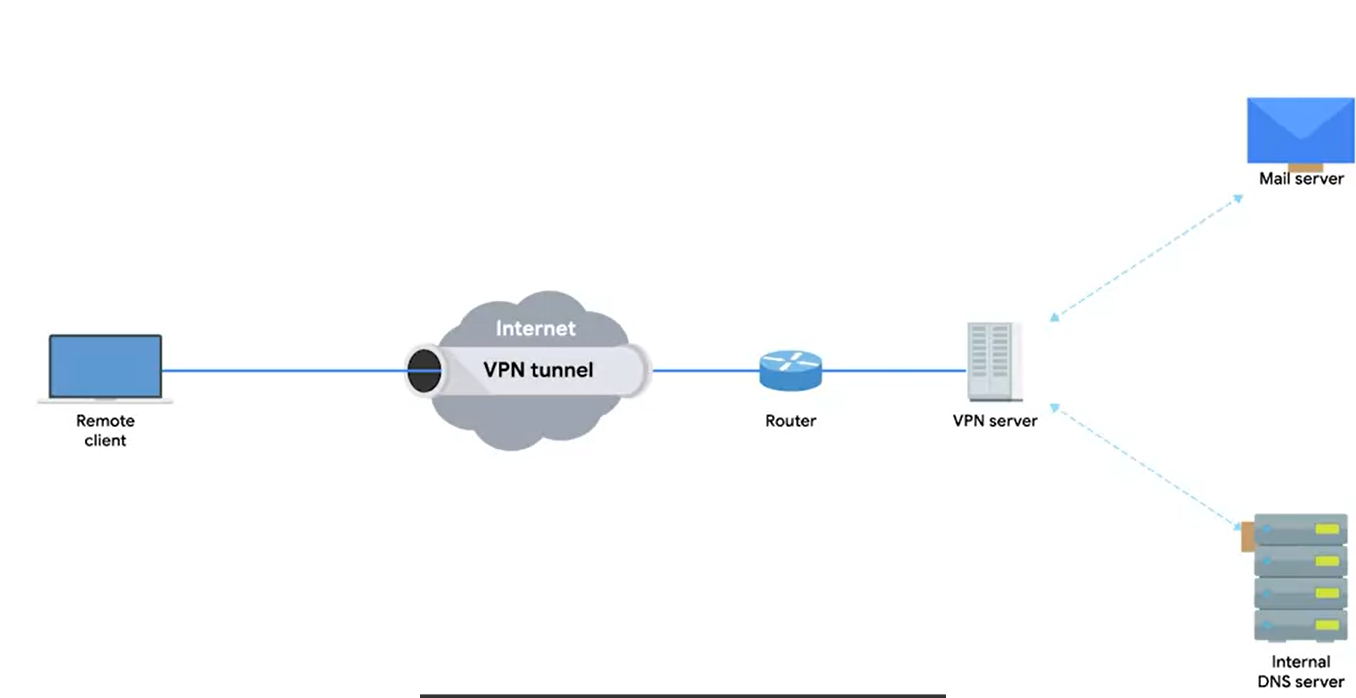 Mail server
Internet
VPN tunnel
Remote
client
Router
VPN server
Internal
DNS server